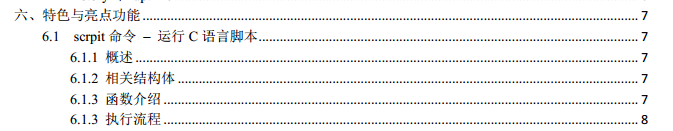 六、特色与亮点功能........................................................ 7
6.1 scrpit 命令 – 运行 C 语言脚本........................................ 7
6.1.1 概述........................................................ 7
6.1.2 相关结构体........................................................ 7
6.1.3 函数介绍........................................................ 7
6.1.3 执行流程........................................................ 8